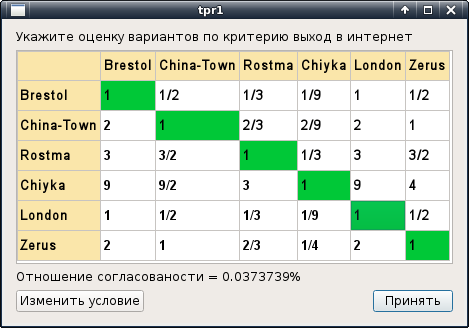 tpr1
Укажите оценку вариантов по критерию выход в интернет
Brestol China-Town Rostma Chiyka London Zerus
Brestol 1 1/2 1/3 1/9 1 1/2
China-Town 2 1 2/3 2/9 2 1
Rostma 3 3/2 1 1/3 3 3/2
Chiyka 9 9/2 3 1 9 4
London 1 1/2 1/3 1/9 1 1/2
Zerus 2 1 2/3 1/4 2 1
Отношение согласованости = 0.0373739%
Изменить условие Принять